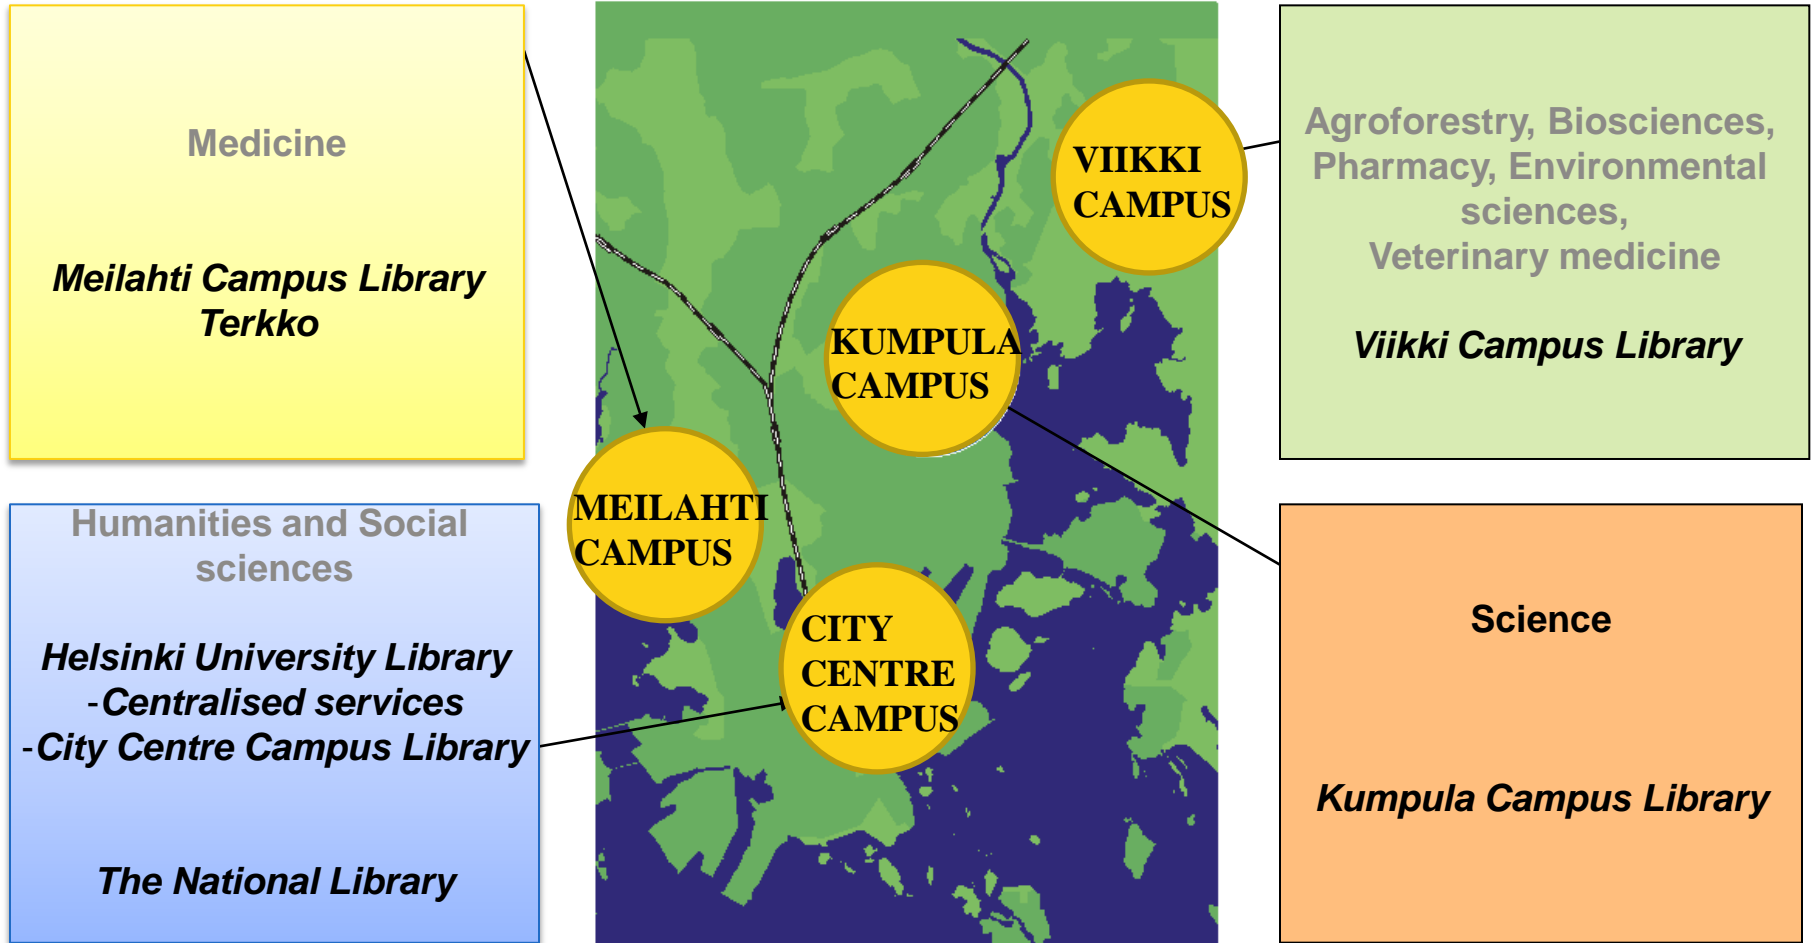 Medicine
Meilahti Campus Library
Terkko
Humanities and Social
sciences
Helsinki University Library
-Centralised services
-City Centre Campus Library
The National Library
VIIKKI
CAMPUS
KUMPULA
CAMPUS
MEILAHTI
CAMPUS
CITY
CENTRE
CAMPUS
Agroforestry, Biosciences,
Pharmacy, Environmental
sciences,
Veterinary medicine
Viikki Campus Library
Science
Kumpula Campus Library